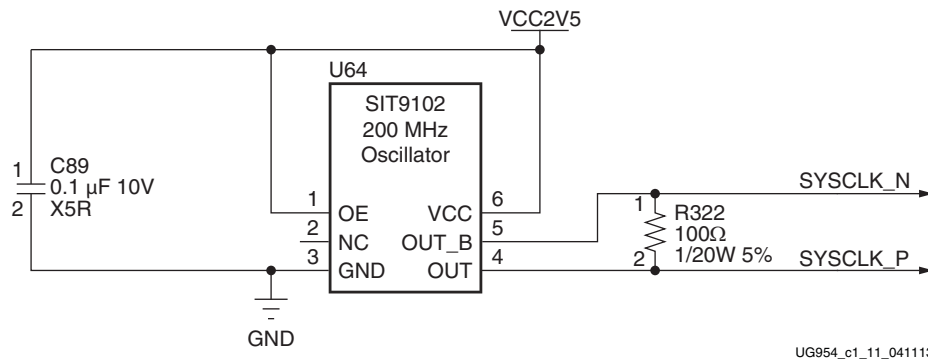 VCC2V5
U64
SIT9102
200 MHz
Oscillator
1
C89
0.1 µF 10V
2
X5R
1
OE
VCC
6
2
NC
OUT_B
5
3
GND
OUT
4
SYSCLK_N
1
R322
100Ω
1/20W 5%
2
SYSCLK_P
GND
UG954_c1_11_041113